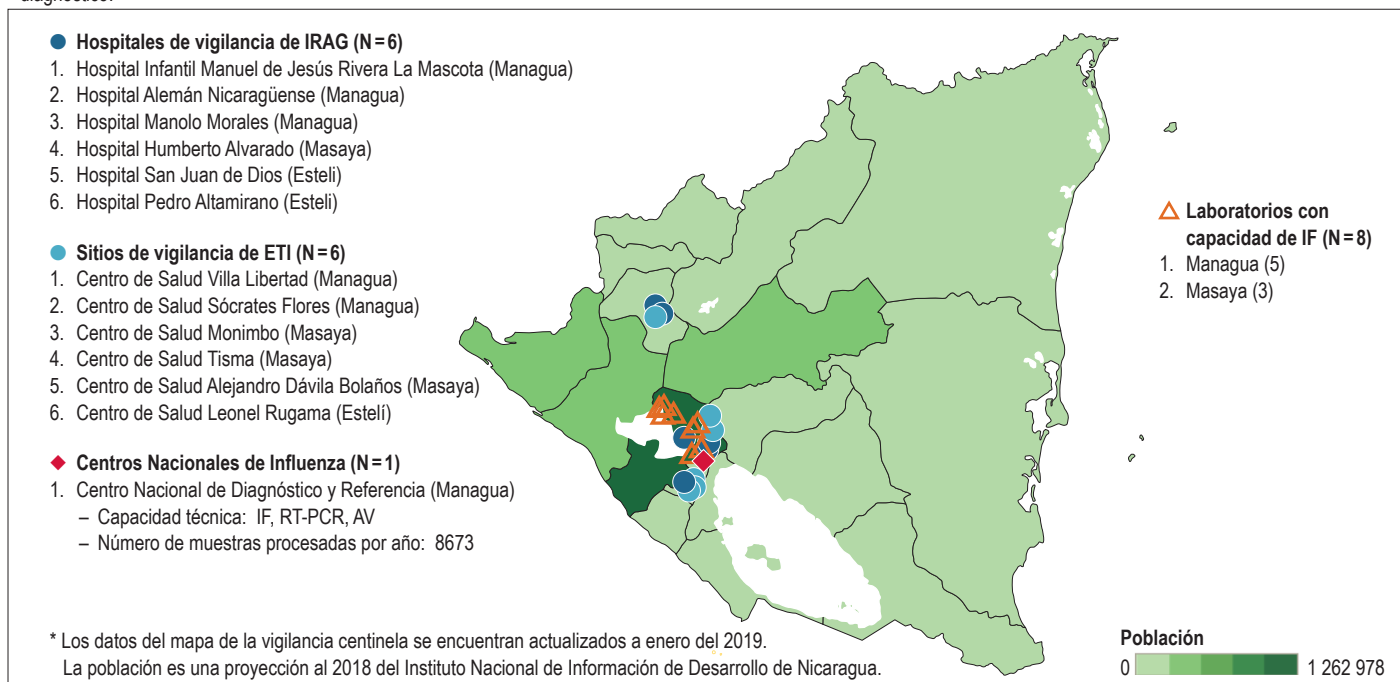 Hospitales de vigilancia de IRAG (N=6)
1. Hospital Infantil Manuel de Jesús Rivera La Mascota (Managua)
2. Hospital Alemán Nicaragüense (Managua)
3. Hospital Manolo Morales (Managua)
4. Hospital Humberto Alvarado (Masaya)
5. Hospital San Juan de Dios (Esteli)
6. Hospital Pedro Altamirano (Esteli)
Sitios de vigilancia de ETI (N=6)
1. Centro de Salud Villa Libertad (Managua)
2. Centro de Salud Sócrates Flores (Managua)
3. Centro de Salud Monimbo (Masaya)
4. Centro de Salud Tisma (Masaya)
5. Centro de Salud Alejandro Dávila Bolaños (Masaya)
6. Centro de Salud Leonel Rugama (Estelí)
Centros Nacionales de Influenza (N=1)
1. Centro Nacional de Diagnóstico y Referencia (Managua)
– Capacidad técnica: IF, RT-PCR, AV
– Número de muestras procesadas por año: 8673
Laboratorios con
capacidad de IF (N=8)
1. Managua (5)
2. Masaya (3)
* Los datos del mapa de la vigilancia centinela se encuentran actualizados a enero del 2019.
La población es una proyección al 2018 del Instituto Nacional de Información de Desarrollo de Nicaragua.
Población
0 1 262 978